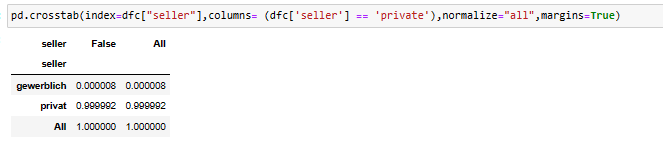 pd.crosstab(index=dfc["seller"],columns= (dfc['seller'] == 'private'),normalize="all",margins=True)
seller False All
seller
gewerblich 0.000008 0.000008
privat 0.999992 0.999992
All 1.000000 1.000000